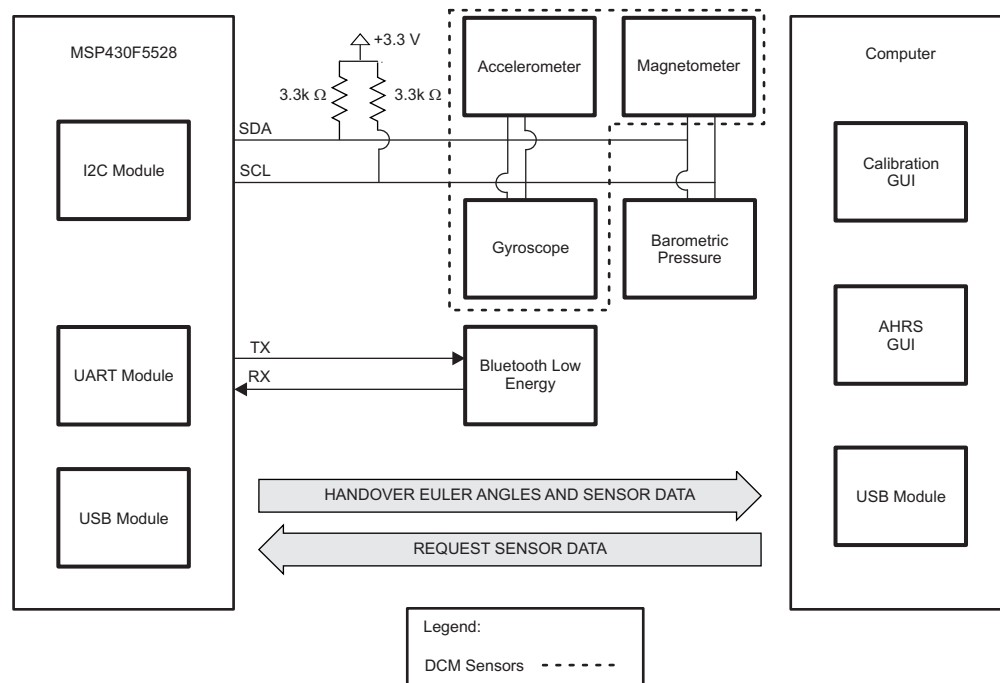 MSP430F5528
+3.3 V
3.3k Ω
3.3k Ω
SDA
SCL
I2C Module
Accelerometer
Magnetometer
Gyroscope
Barometric
Pressure
Computer
Calibration
GUI
AHRS
GUI
UART Module
TX
RX
Bluetooth Low
Energy
USB Module
HANDOVER EULER ANGLES AND SENSOR DATA
REQUEST SENSOR DATA
USB Module
Legend:
DCM Sensors